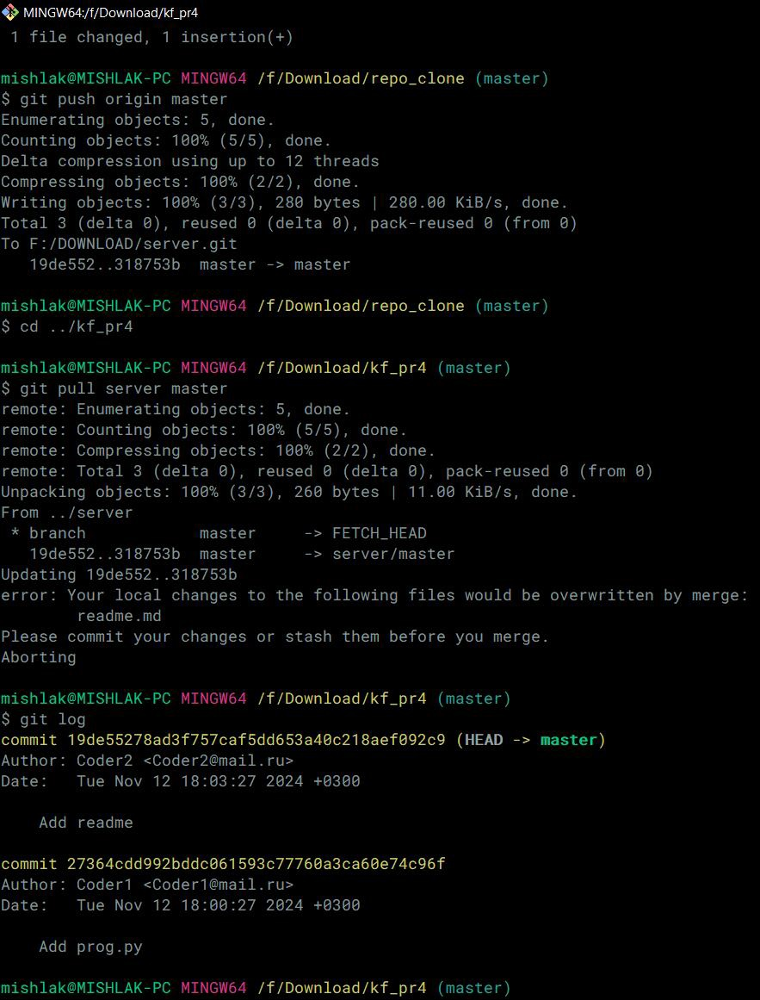 MINGW64:/f/Download/kf_pr4
1 file changed, 1 insertion(+)
mishlak@MISHLAK-PC MINGW64 /f/Download/repo_clone (master)
$ git push origin master
Enumerating objects: 5, done.
Counting objects: 100% (5/5), done.
Delta compression using up to 12 threads
Compressing objects: 100% (2/2), done.
Writing objects: 100% (3/3), 280 bytes | 280.00 KiB/s, done.
Total 3 (delta 0), reused 0 (delta 0), pack-reused 0 (from 0)
To F:/DOWNLOAD/server.git
19de552..318753b master -> master
mishlak@MISHLAK-PC MINGW64 /f/Download/repo_clone (master)
$ cd ../kf_pr4
mishlak@MISHLAK-PC MINGW64 /f/Download/kf_pr4 (master)
$ git pull server master
remote: Enumerating objects: 5, done.
remote: Counting objects: 100% (5/5), done.
remote: Compressing objects: 100% (2/2), done.
remote: Total 3 (delta 0), reused 0 (delta 0), pack-reused 0 (from 0)
Unpacking objects: 100% (3/3), 260 bytes | 11.00 KiB/s, done.
From ../server
* branch master -> FETCH_HEAD
19de552..318753b master -> server/master
Updating 19de552..318753b
error: Your local changes to the following files would be overwritten by merge:
readme.md
Please commit your changes or stash them before you merge.
Aborting
mishlak@MISHLAK-PC MINGW64 /f/Download/kf_pr4 (master)
$ git log
commit 19de55278ad3f757caf5dd653a40c218aef092c9 (HEAD -> master)
Author: Coder2 <Coder2@mail.ru>
Date: Tue Nov 12 18:03:27 2024 +0300
Add readme
commit 27364cdd992bddc061593c77760a3ca60e74c96f
Author: Coder1 <Coder1@mail.ru>
Date: Tue Nov 12 18:00:27 2024 +0300
Add prog.py
mishlak@MISHLAK-PC MINGW64 /f/Download/kf_pr4 (master)